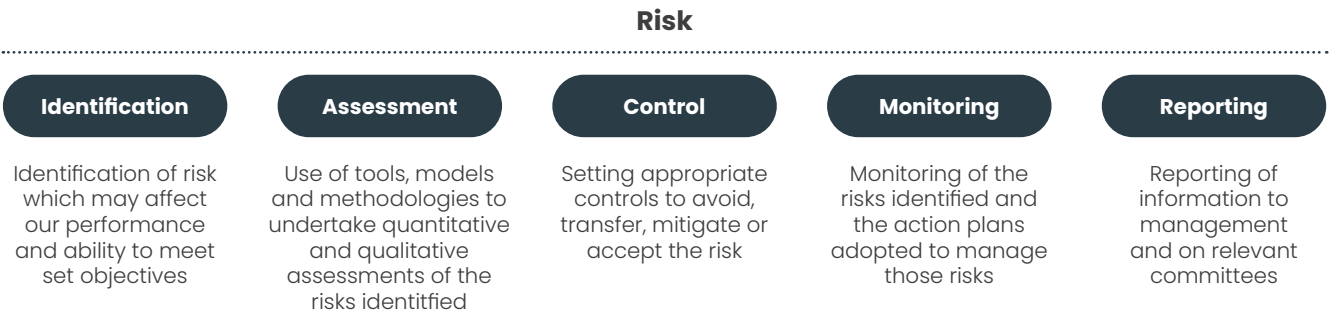 Risk
Identification
Identification of risk
which may affect
our performance
and ability to meet
set objectives
Assessment
Use of tools, models
and methodologies to
undertake quantitative
and qualitative
assessments of the
risks identitfied
Control
Setting appropriate
controls to avoid,
transfer, mitigate or
accept the risk
Monitoring
Monitoring of the
risks identified and
the action plans
adopted to manage
those risks
Reporting
Reporting of
information to
management
and on relevant
committees